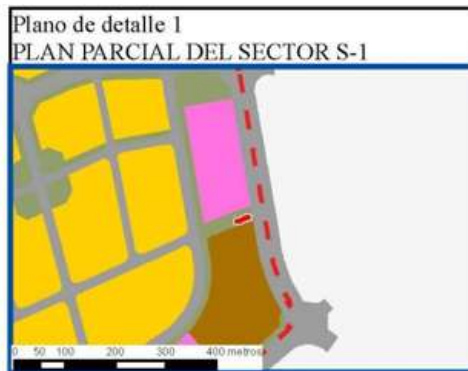 Plano de detalle 1
PLAN PARCIAL DEL SECTOR S-1
0 50 100 200 300 400 metros